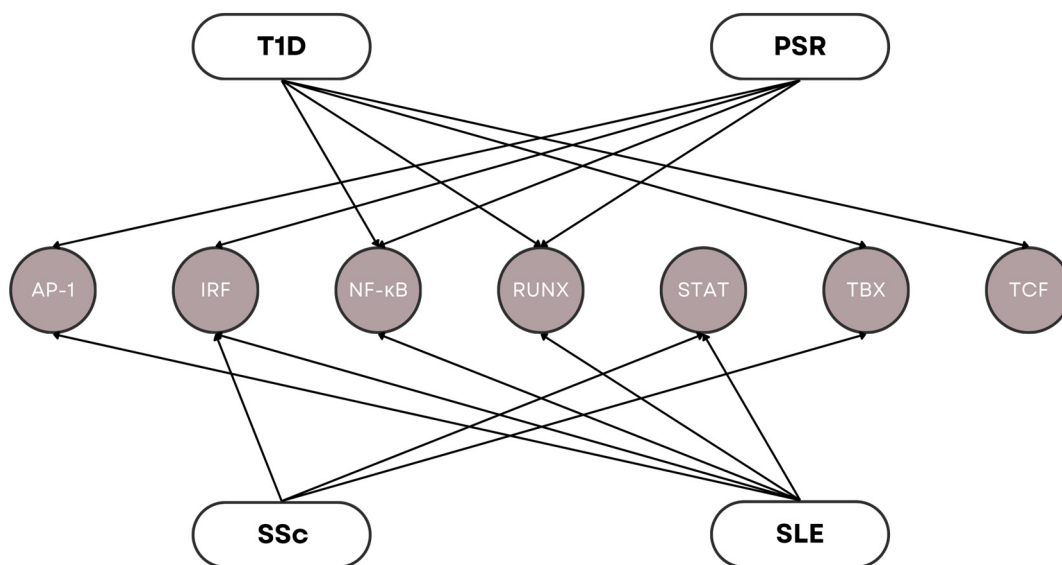 T1D
PSR
AP-1
IRF
NF-κB
RUNX
STAT
TBX
TCF
SSc
SLE